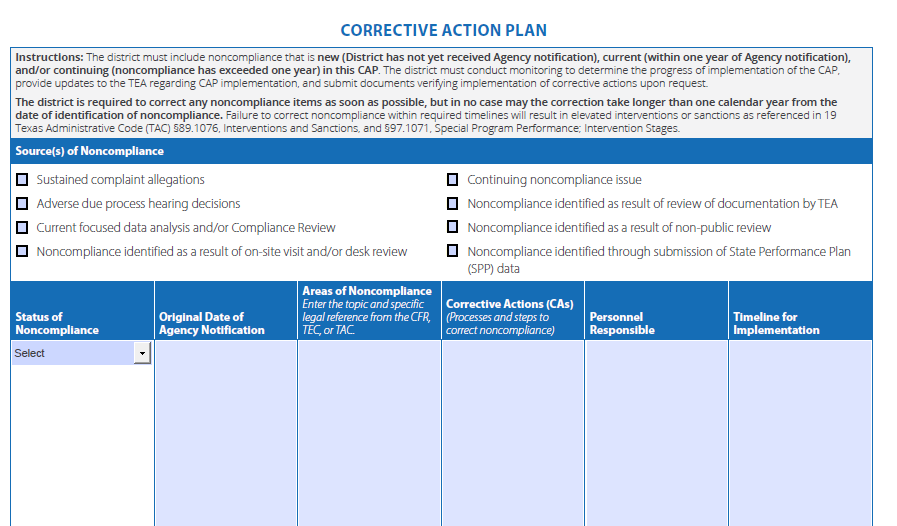 CORRECTIVE ACTION PLAN
Instructions: The district must include noncompliance that is new (District has not yet received Agency notification), current (within one year of Agency notification),
and/or continuing (noncompliance has exceeded one year) in this CAP. The district must conduct monitoring to determine the progress of implementation of the CAP,
provide updates to the TEA regarding CAP implementation, and submit documents verifying implementation of corrective actions upon request.
The district is required to correct any noncompliance items as soon as possible, but in no case may the correction take longer than one calendar year from the
date of identification of noncompliance. Failure to correct noncompliance within required timelines will result in elevated interventions or sanctions as referenced in 19
Texas Administrative Code (TAC) §89.1076, Interventions and Sanctions, and §97.1071, Special Program Performance; Intervention Stages.
Source(s) of Noncompliance
Sustained complaint allegations
Adverse due process hearing decisions
Current focused data analysis and/or Compliance Review
Noncompliance identified as a result of on-site visit and/or desk review
Continuing noncompliance issue
Noncompliance identified as result of review of documentation by TEA
Noncompliance identified as a result of non-public review
Noncompliance identified through submission of State Performance Plan
(SPP) data
Status of
Noncompliance
Original Date of
Agency Notification
Areas of Noncompliance
Enter the topic and specific
legal reference from the CFR,
TEC, or TAC.
Corrective Actions (CAs)
(Processes and steps to
correct noncompliance)
Personnel
Responsible
Timeline for
Implementation
Select